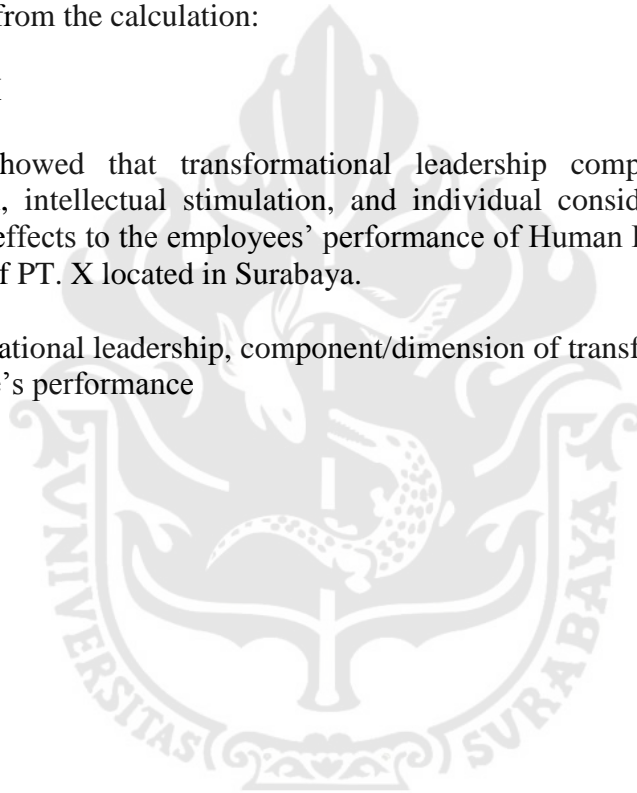 from the calculation:
howed that transformational leadership comp
, intellectual stimulation, and individual consid
effects to the employees' performance of Human
f PT. X located in Surabaya.
ational leadership, component/dimension of transf
e's performance
UNIVERSITAS SURABAYA